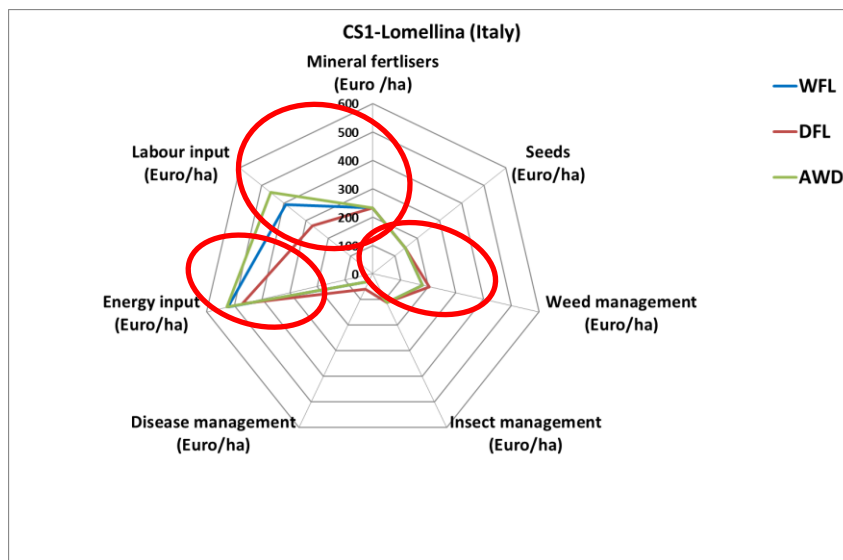 CS1-Lomellina (Italy)
Mineral fertlisers
(Euro /ha)
600
500
400
300
200
100
0
WFL
DFL
AWD
Labour input
(Euro/ha)
Seeds
(Euro/ha)
Energy input
(Euro/ha)
Weed management
(Euro/ha)
Disease management
(Euro/ha)
Insect management
(Euro/ha)